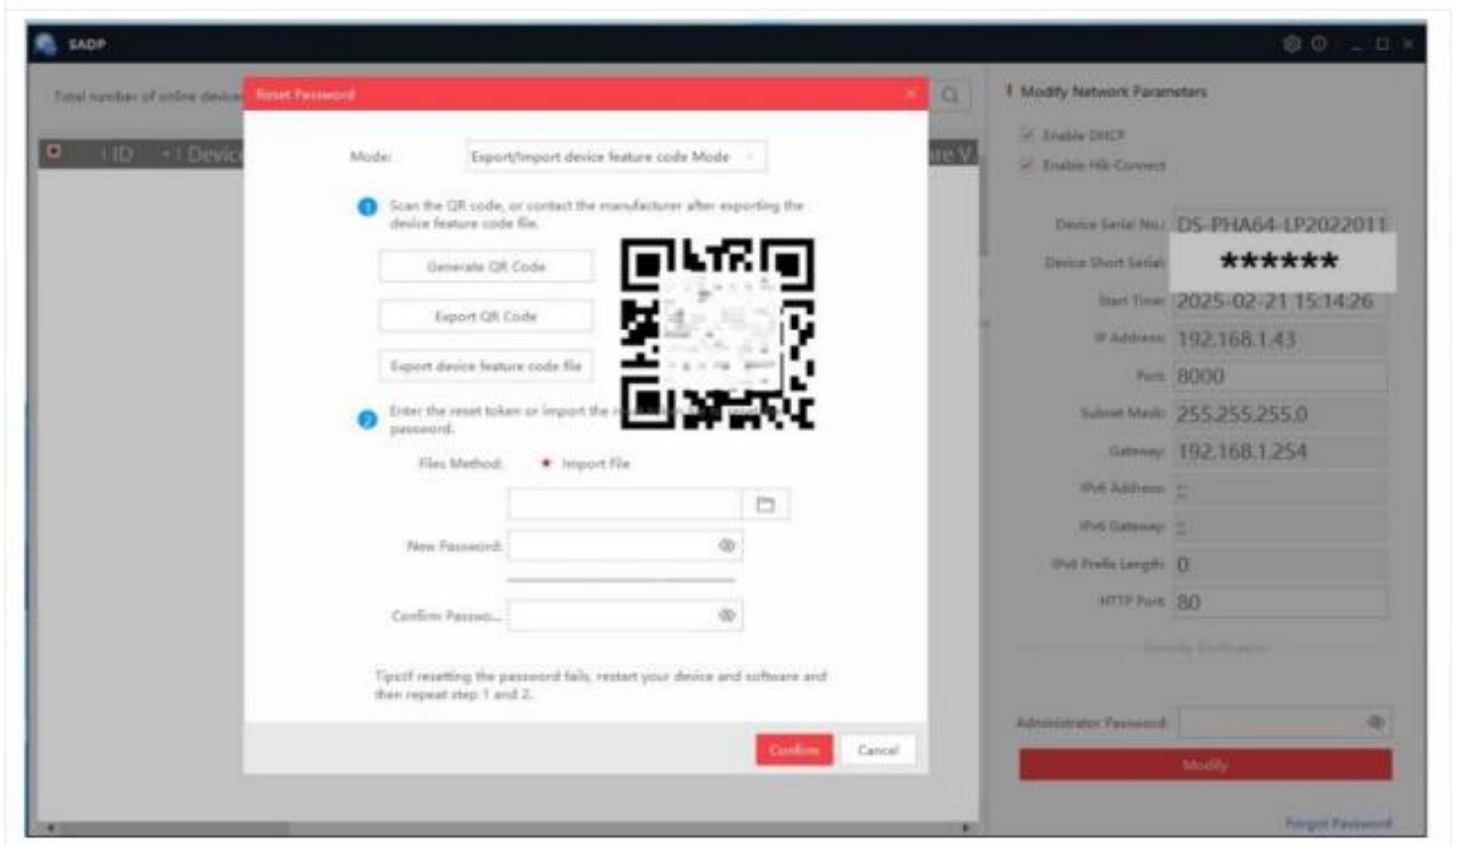 SADP
Total number of online device
Reset Password
Modify Network Parameters
Enable DHCP
ID
Device
Mode:
Export/Import device feature code Mode
are V
Enable Hik-Connect
1
Scan the QR code, or contact the manufacturer after exporting the
device feature code file.
Device Serial No.:
DS-PHA64-LP2022011
Generate QR Code
Device Short Serial:
******
Start Time:
2025-02-21 15:14:26
Export QR Code
IP Address:
192.168.1.43
Export device feature code file
Port:
8000
2
Enter the reset token or import the
password.
Subnet Mask:
255.255.255.0
Gateway:
192.168.1.254
Files Method:
Import File
IPv6 Address:
::
IPv6 Gateway:
::
New Password:
IPv6 Prefix Length:
0
HTTP Port:
80
Confirm Passwo...
Tips:If resetting the password fails, restart your device and software and
then repeat step 1 and 2.
Administrator Password:
Confirm
Cancel
Modify
Forgot Password